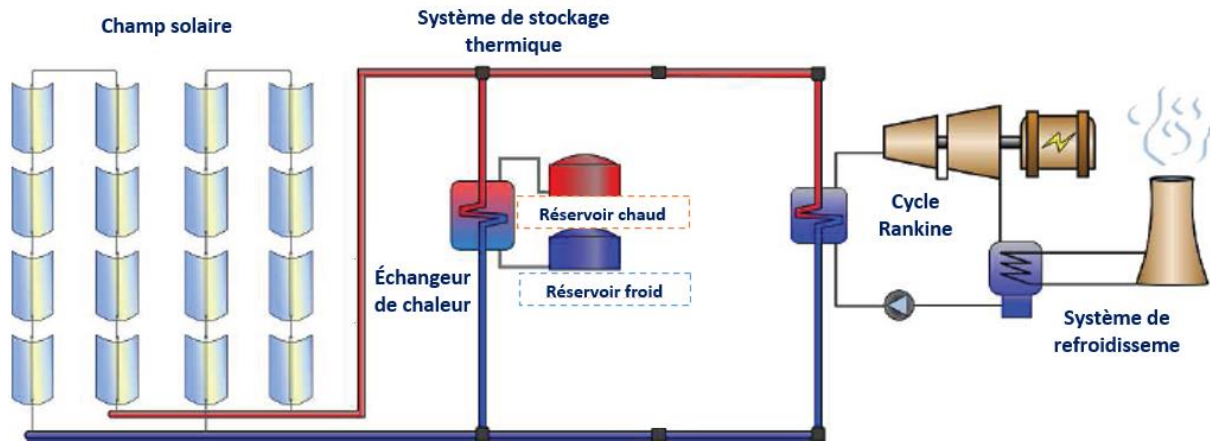 Champ solaire
Système de stockage
thermique
Réservoir chaud
Réservoir froid
Échangeur
de chaleur
Cycle
Rankine
Système de
refroidisseme